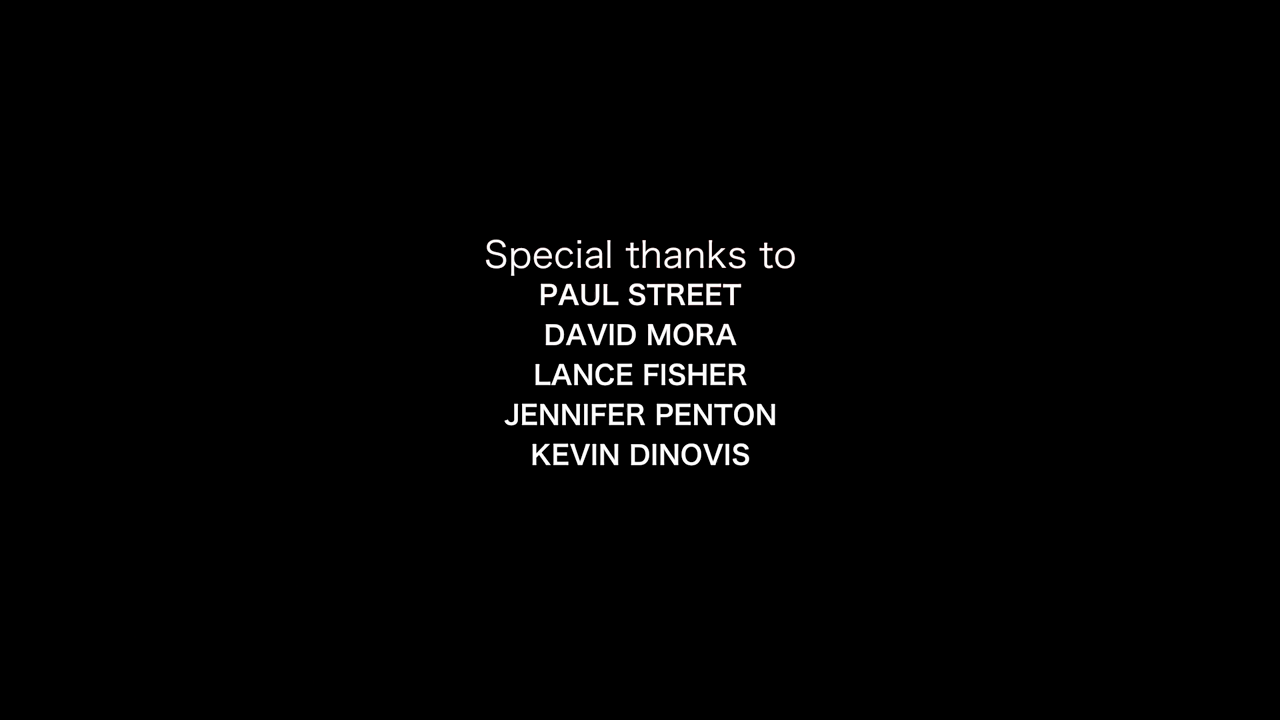 Special thanks to
PAUL STREET
DAVID MORA
LANCE FISHER
JENNIFER PENTON
KEVIN DINOVIS